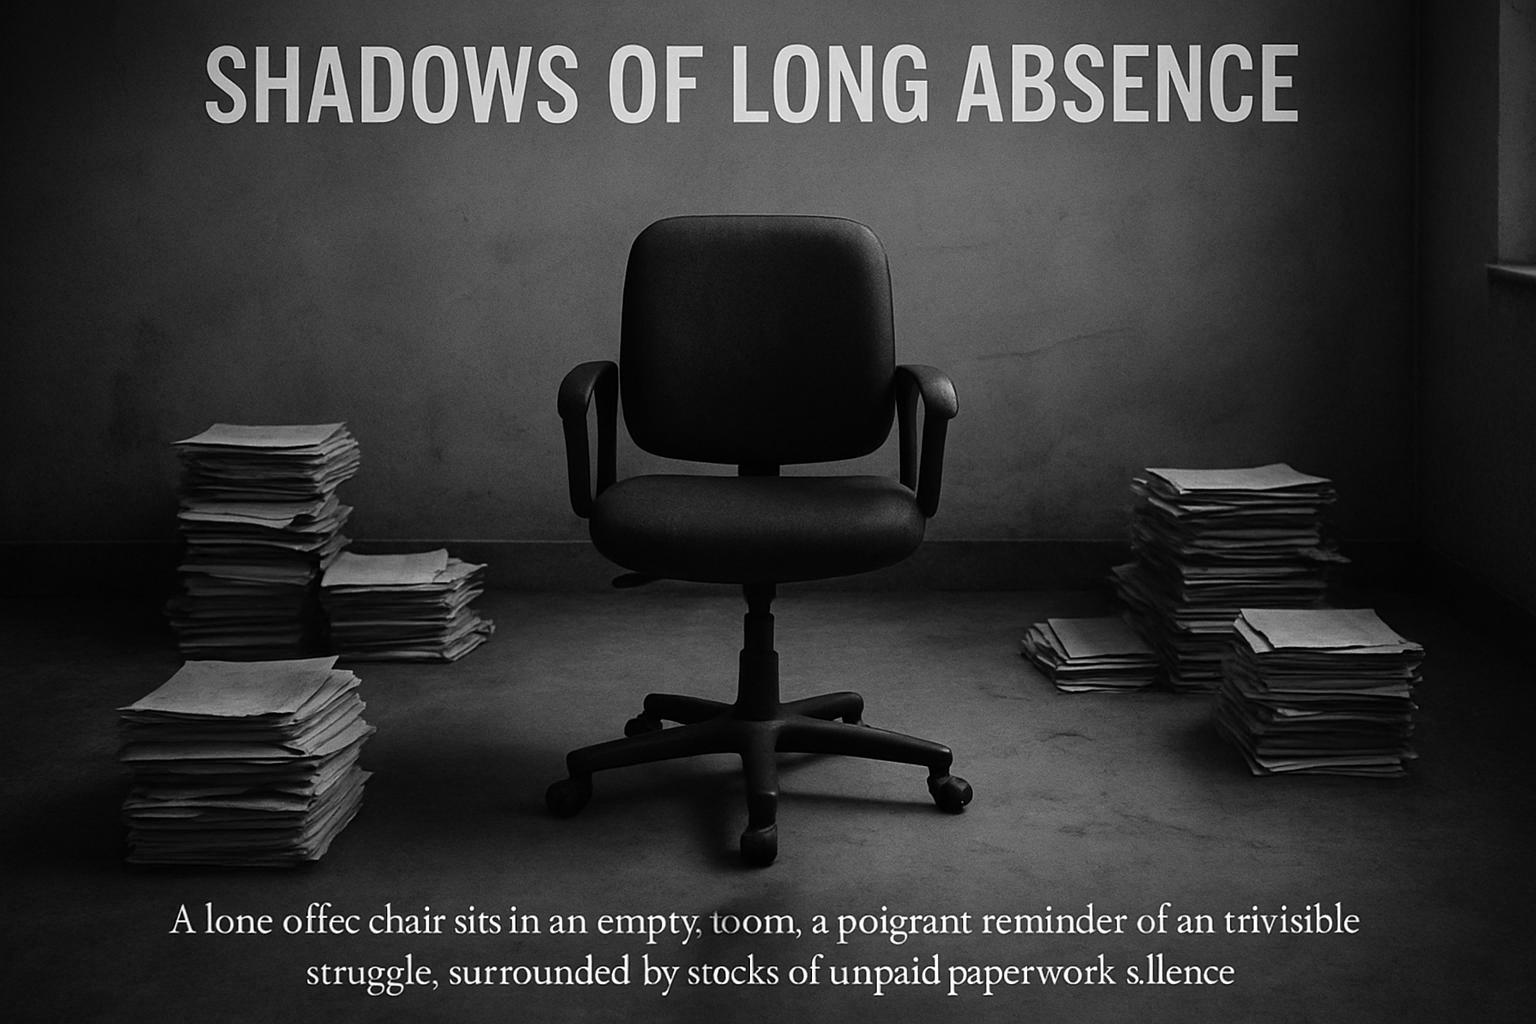 SHADOWS OF LONG ABSENCE
A lone offec chair sits in an empty, toom, a poigrant reminder of an trivisible
struggle, surrounded by stocks of unpaid paperwork s.llence